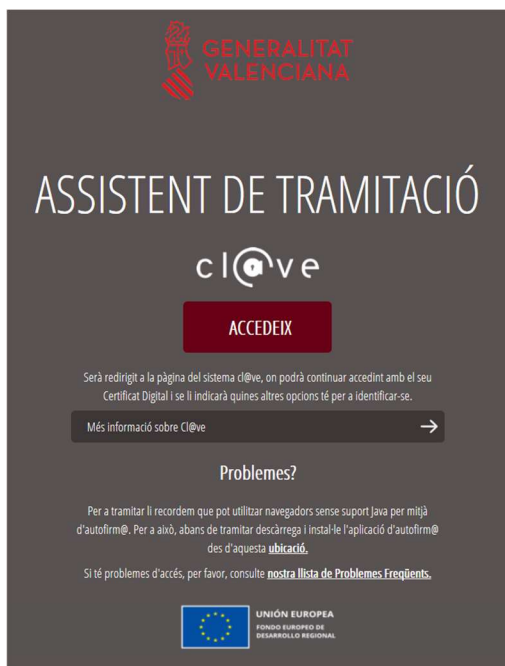 GENERALITAT
VALENCIANA
ASSISTENT DE TRAMITACIÓ
cl@ve
ACCEDEIX
Serà redirigit a la pàgina del sistema cl@ve, on podrà continuar accedint amb el seu
Certificat Digital i se li indicarà quines altres opcions té per a identificar-se.
Més informació sobre Cl@ve →
Problemes?
Per a tramitar li recordem que pot utilitzar navegadors sense suport Java per mitjà
d'autofirm@. Per a això, abans de tramitar descàrrega i instal·le l'aplicació d'autofirm@
des d'aquesta ubicació.
Si té problemes d'accés, per favor, consulte nostra llista de Problemes Freqüents.
UNIÓN EUROPEA
FONDO EUROPEO DE
DESARROLLO REGIONAL